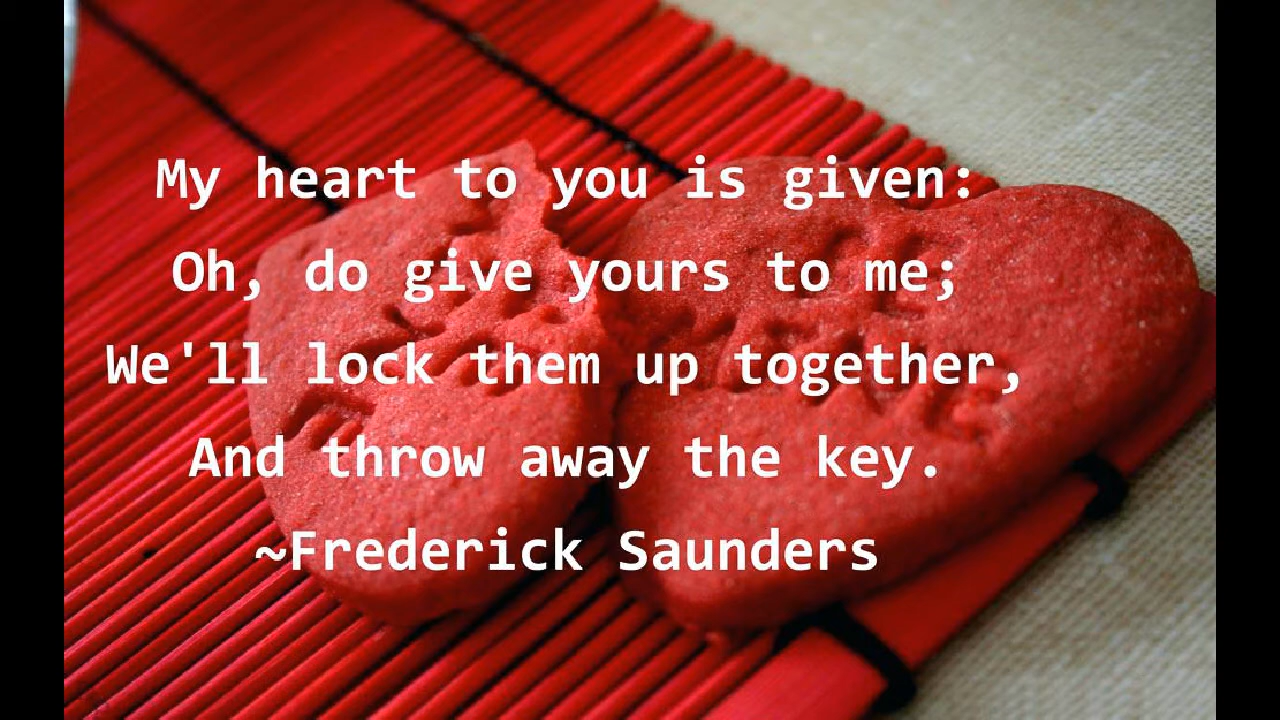 My heart to you is given:
Oh, do give yours to me;
We'll lock them up together,
And throw away the key.
~Frederick Saunders